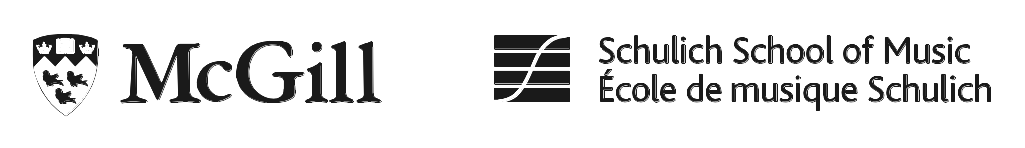 McGill
Schulich School of Music
École de musique Schulich